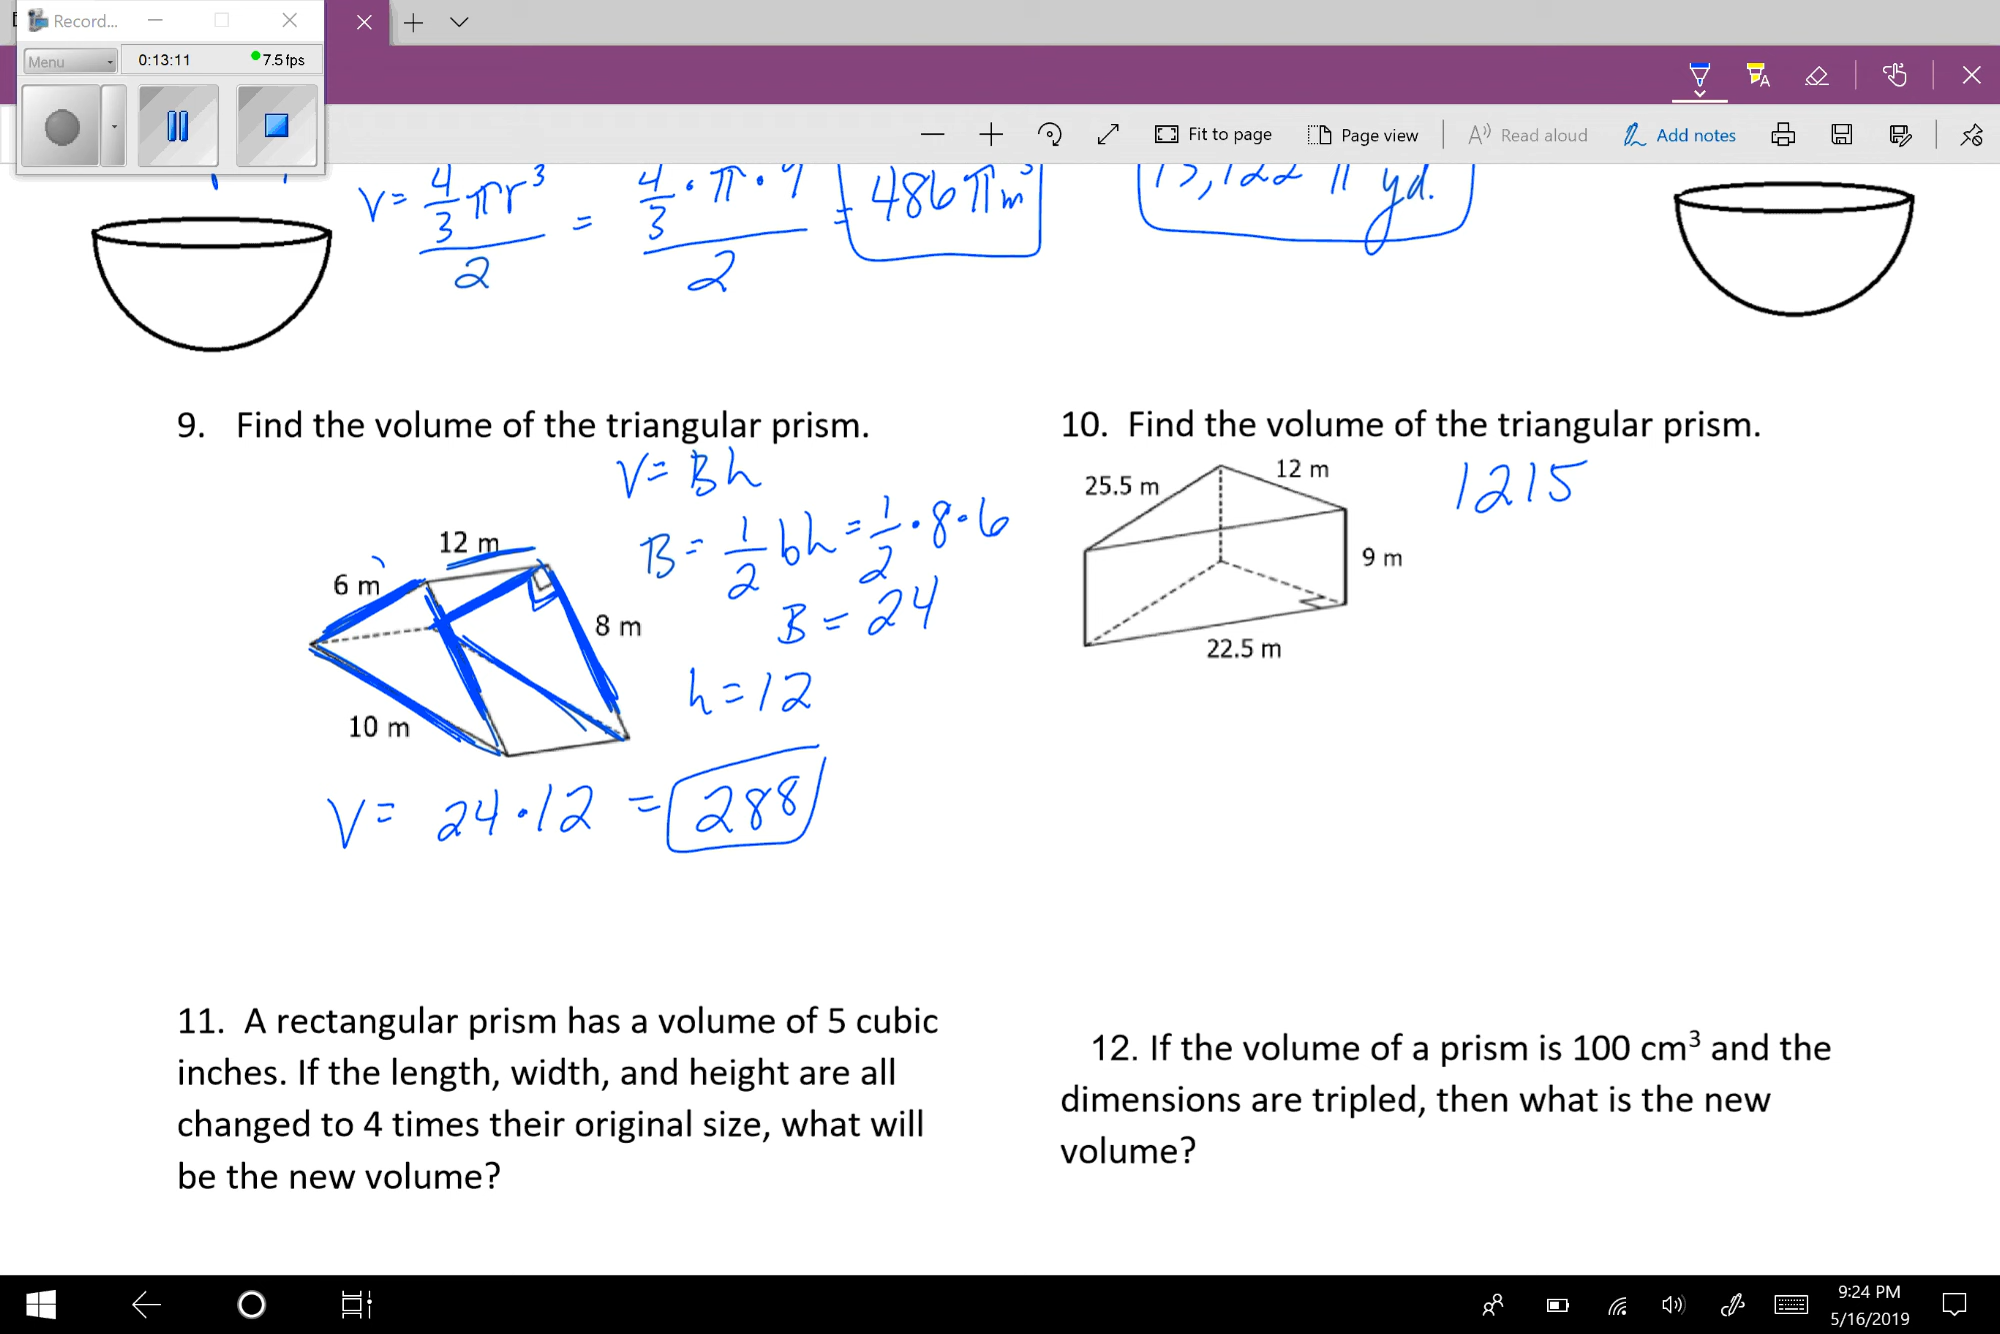 Record...
Menu 0:13:11 7.5 fps
Fit to page Page view Read aloud Add notes
V= 4/3 πr³ / 2 = 4/3 · π · 9 / 2 = 486 π m³
yd.
9. Find the volume of the triangular prism.
V= Bh
B = 1/2 bh = 1/2 · 8 · 6
B = 24
h = 12
12 m
6 m
8 m
10 m
V= 24 · 12 = 288
10. Find the volume of the triangular prism.
1215
25.5 m
12 m
9 m
22.5 m
11. A rectangular prism has a volume of 5 cubic
inches. If the length, width, and height are all
changed to 4 times their original size, what will
be the new volume?
12. If the volume of a prism is 100 cm³ and the
dimensions are tripled, then what is the new
volume?
9:24 PM
5/16/2019